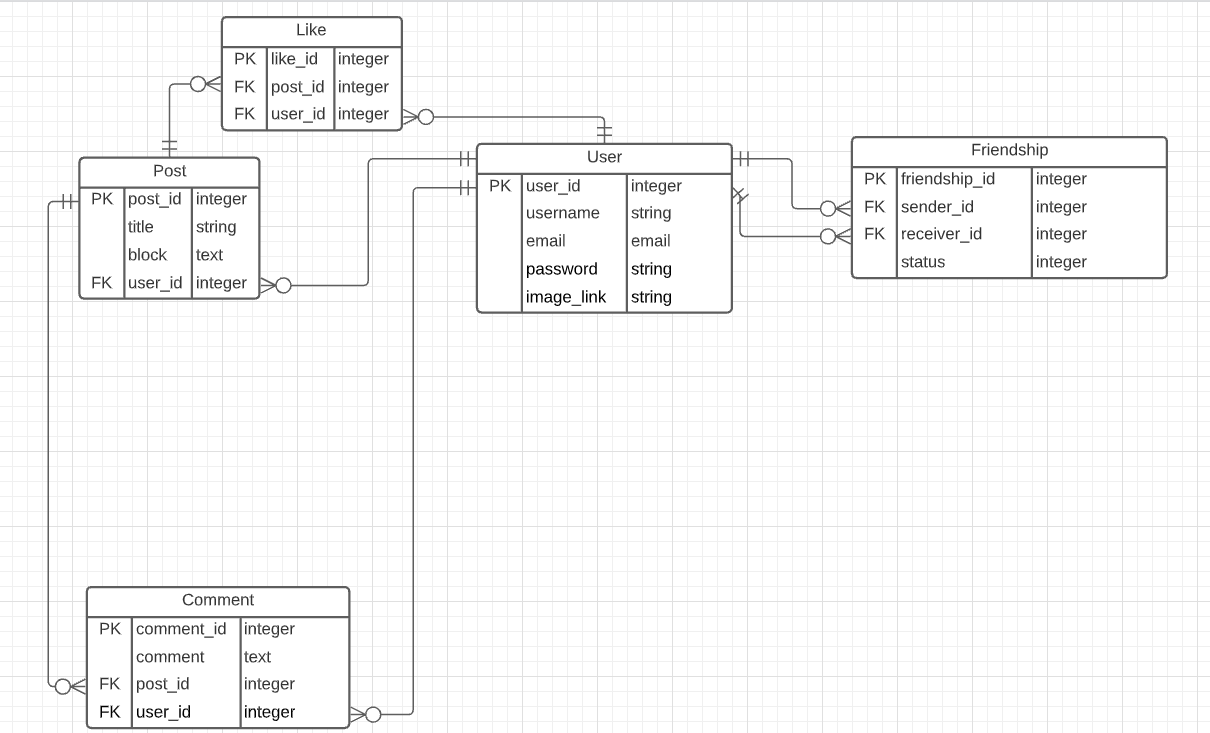 Like
PK like_id integer
FK post_id integer
FK user_id integer
Post
PK post_id integer
title string
block text
FK user_id integer
User
PK user_id integer
username string
email email
password string
image_link string
Friendship
PK friendship_id integer
FK sender_id integer
FK receiver_id integer
status integer
Comment
PK comment_id integer
comment text
FK post_id integer
FK user_id integer